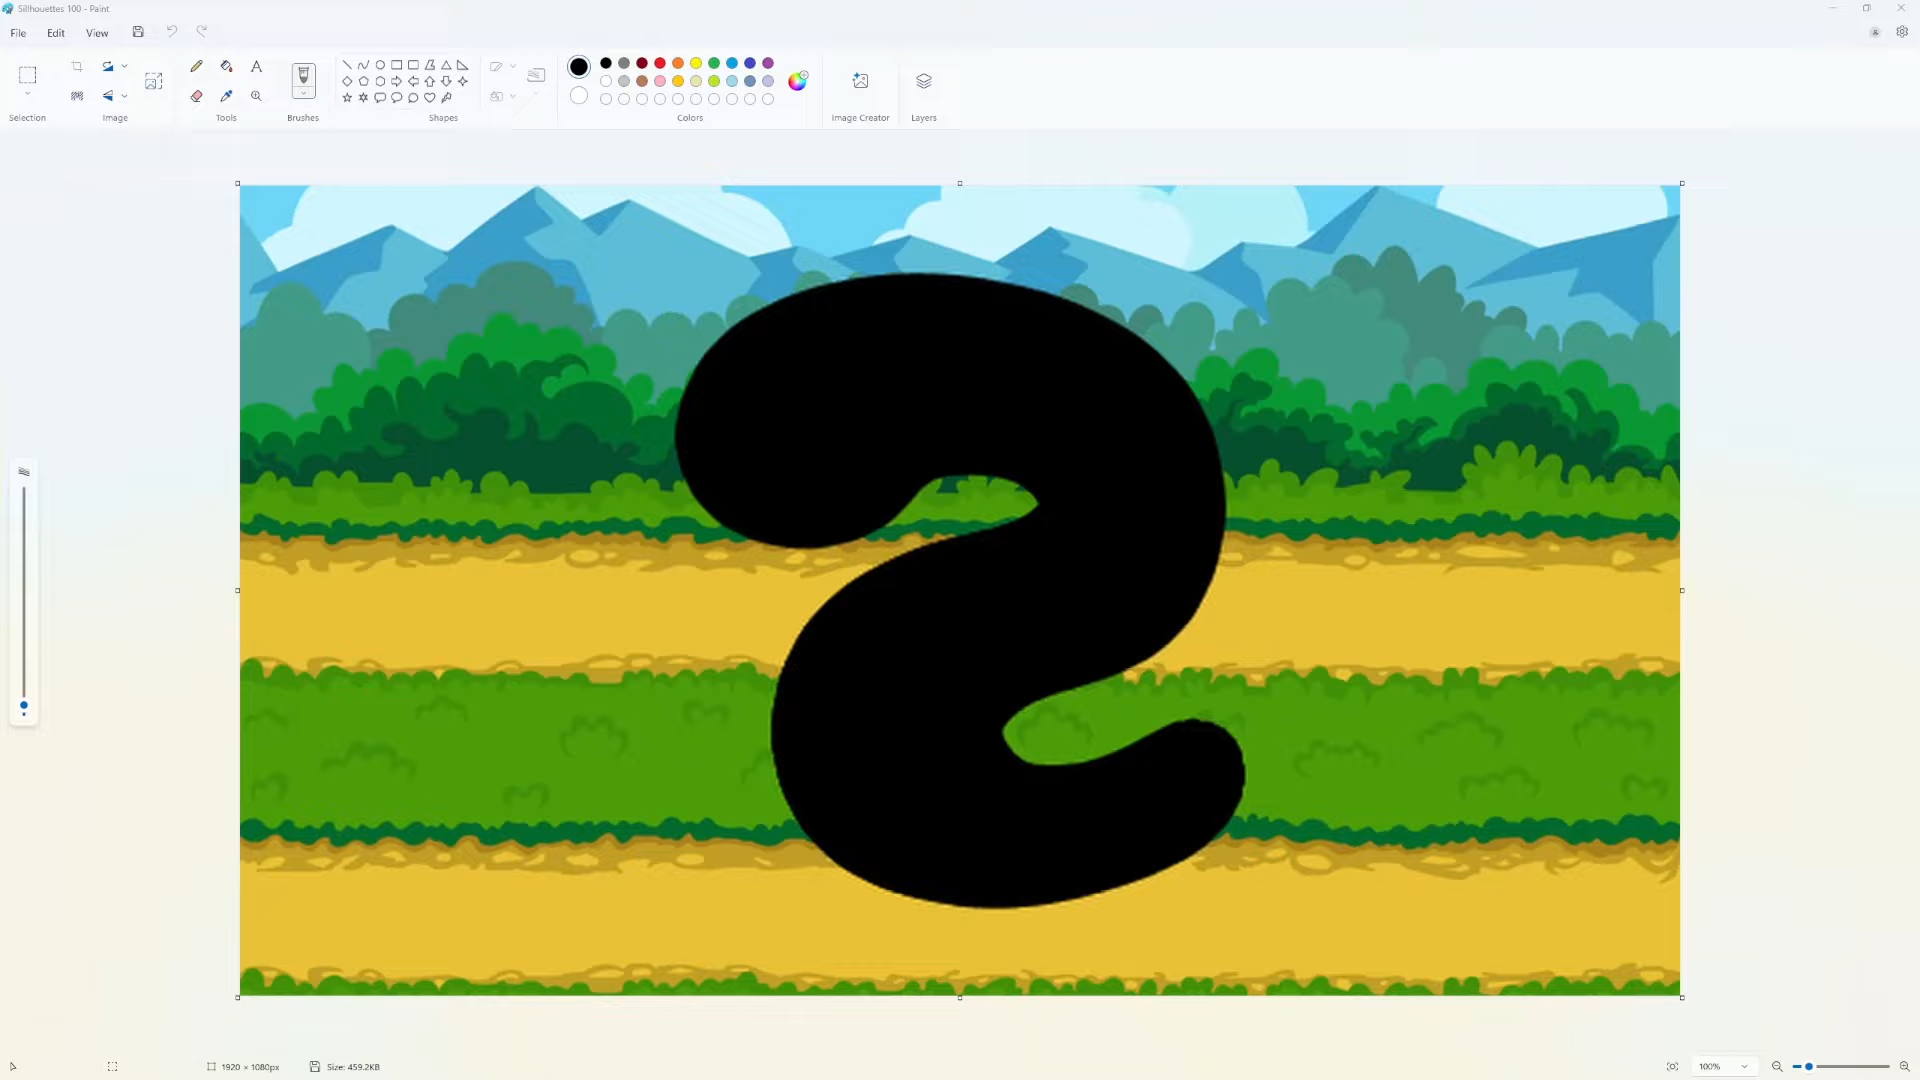 Silhouettes 100 - Paint
File Edit View
Selection Image Tools Brushes Shapes Colors Image Creator Layers
2
1920 × 1080px Size: 459.2KB 100%